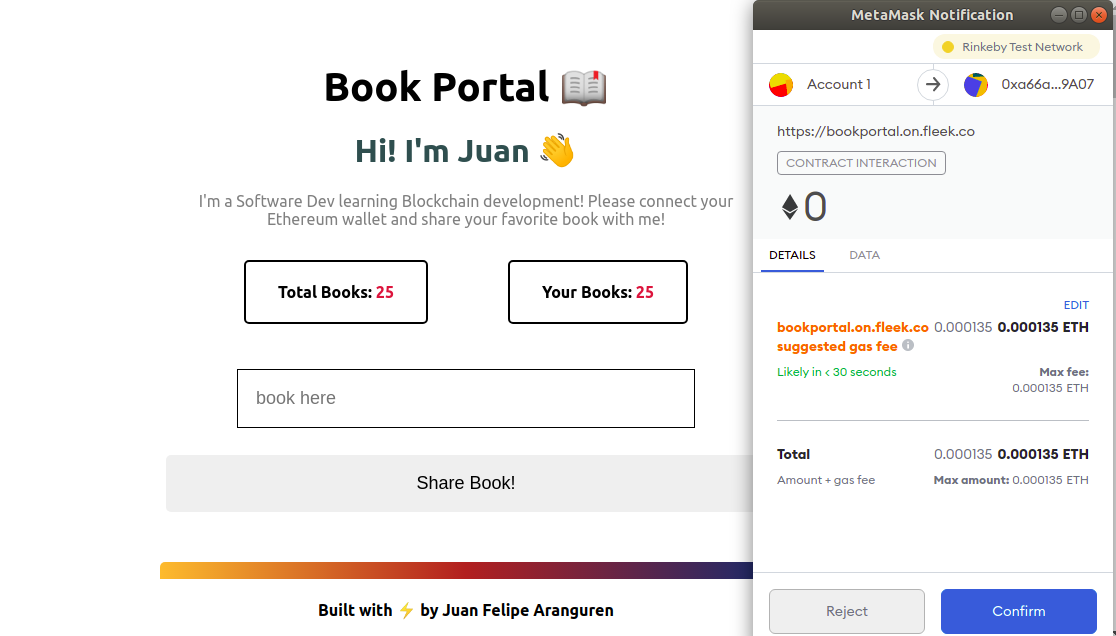 Book Portal 📖
Hi! I'm Juan 👋
I'm a Software Dev learning Blockchain development! Please connect your
Ethereum wallet and share your favorite book with me!
Total Books: 25
Your Books: 25
book here
Share Book!
Built with ⚡ by Juan Felipe Aranguren
MetaMask Notification
Rinkeby Test Network
Account 1
0xa66a...9A07
https://bookportal.on.fleek.co
CONTRACT INTERACTION
0
DETAILS
DATA
EDIT
bookportal.on.fleek.co 0.000135 0.000135 ETH
suggested gas fee
Likely in < 30 seconds
Max fee:
0.000135 ETH
Total 0.000135 0.000135 ETH
Amount + gas fee Max amount: 0.000135 ETH
Reject
Confirm